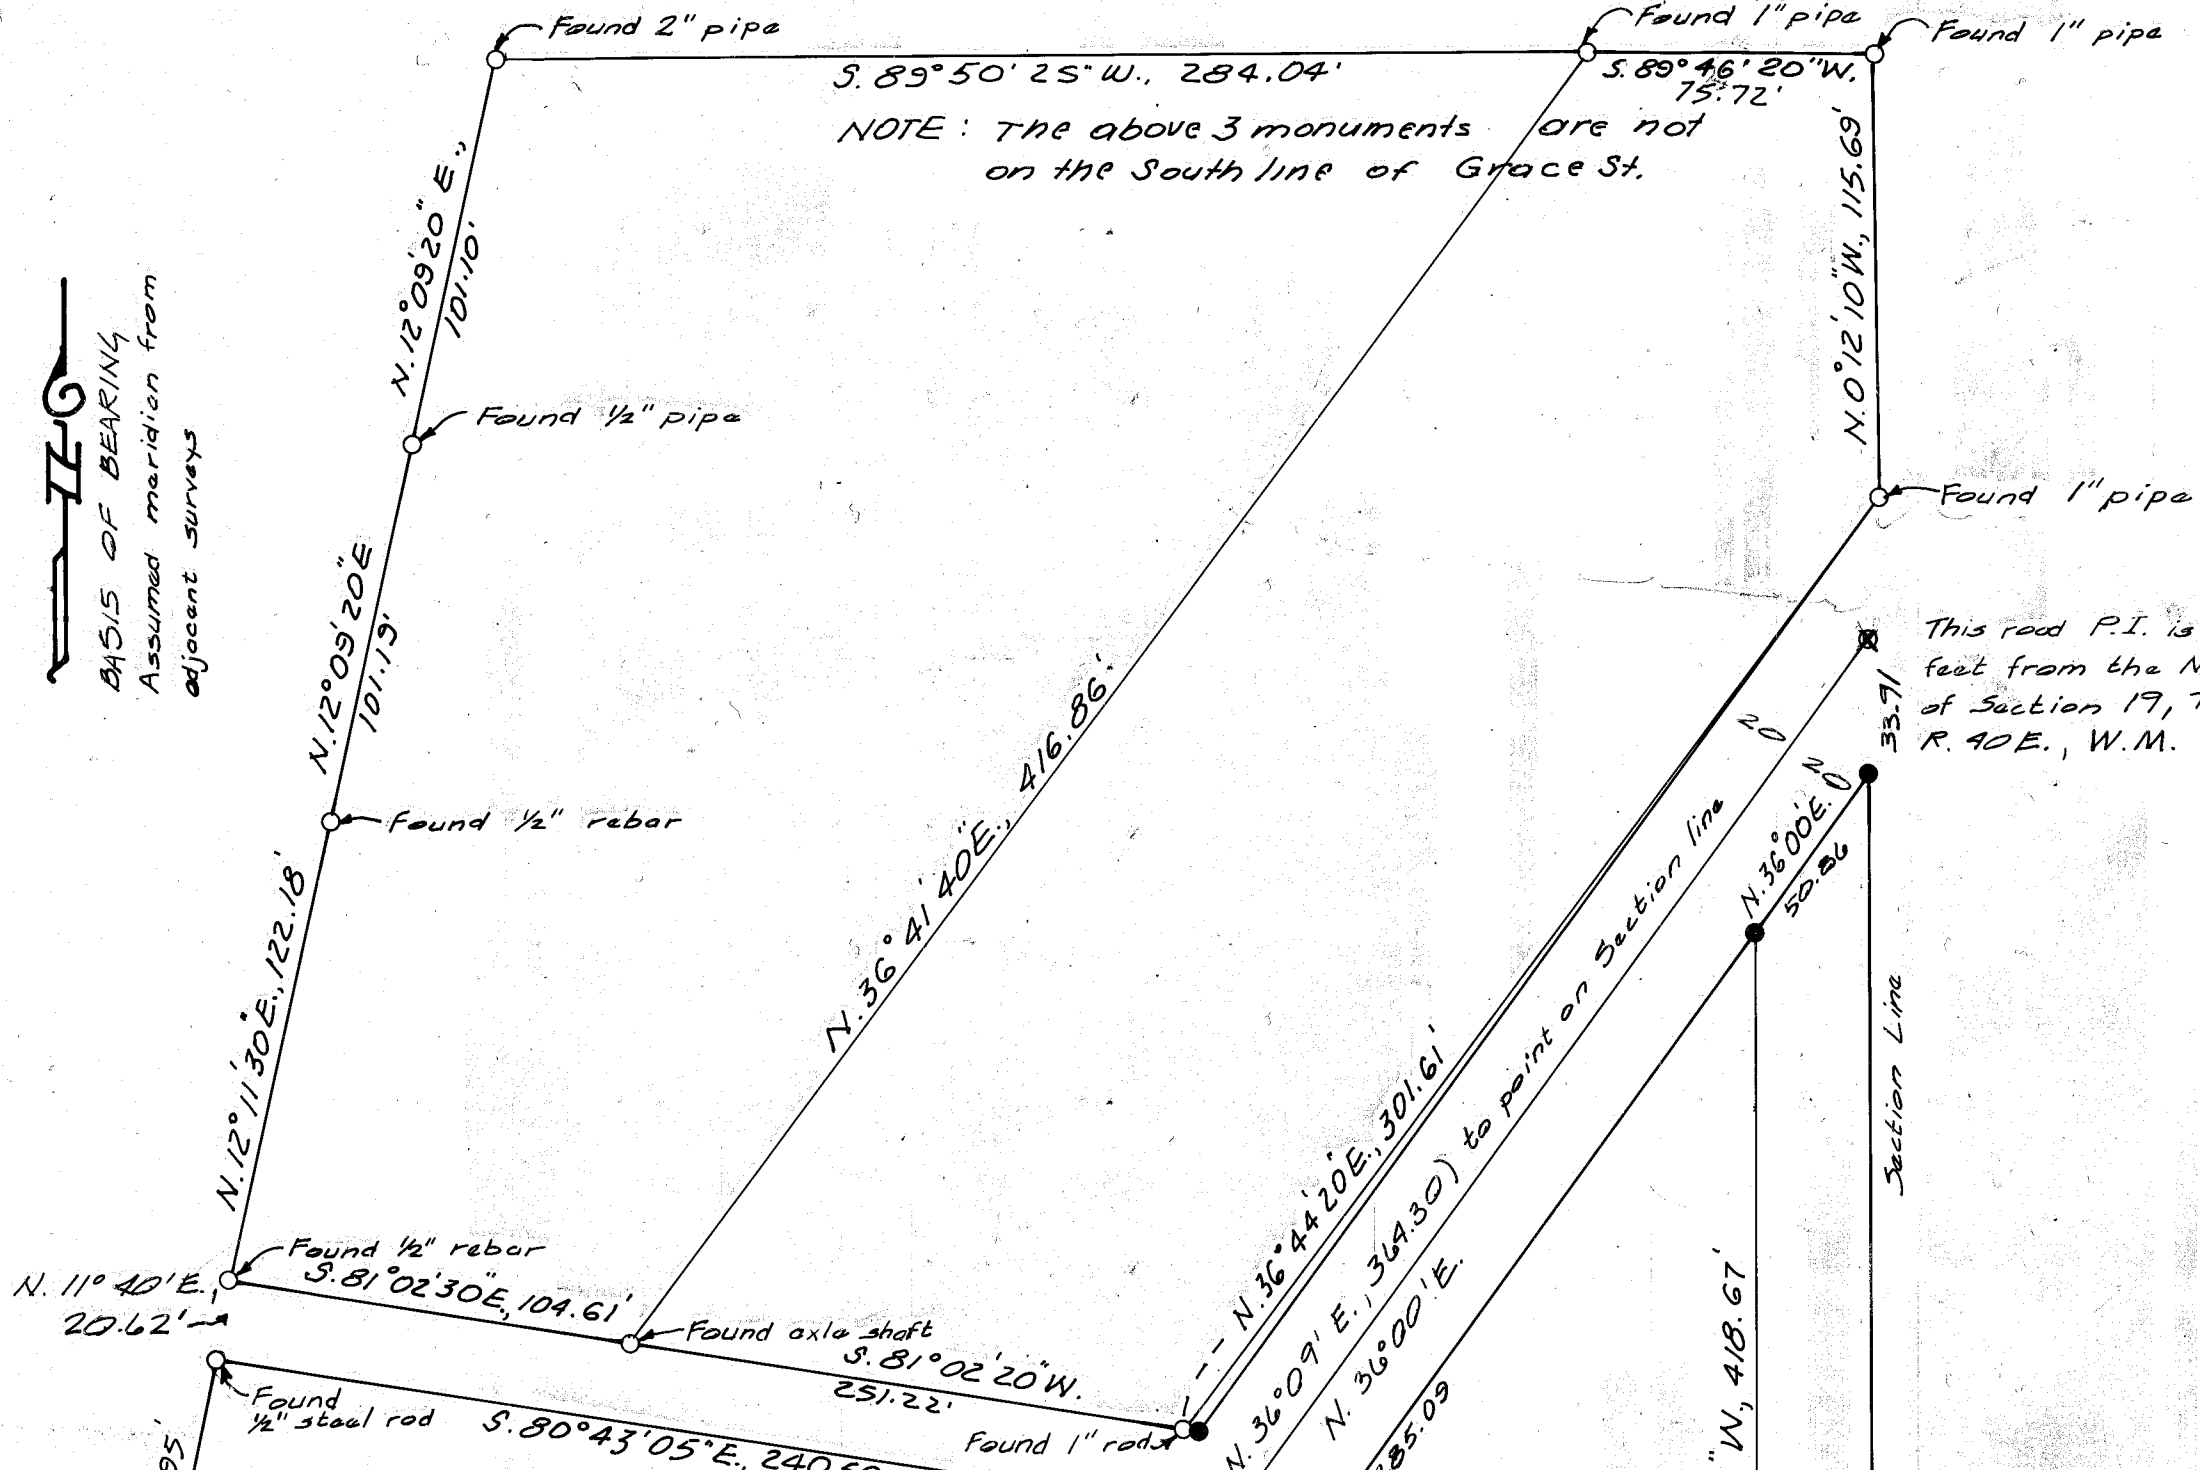 Found 2" pipe
Found 1" pipe
Found 1" pipe
S. 89° 50' 25" W., 284.04'
S. 89° 46' 20" W.
75.72'
NOTE : The above 3 monuments are not
on the South line of Grace St.
N. 12° 09' 20" E.,
101.10'
N. 0° 12' 10" W., 115.69'
BASIS OF BEARING
Assumed meridian from
adjacent surveys
Found 1/2" pipe
Found 1" pipe
N. 12° 09' 20" E
101.19'
N. 36° 41' 40" E., 416.86'
This road P.I. is
feet from the N
of Section 19, T
R. 40 E., W.M.
33.91
20
20
N. 36° 00' E.
50.86
Found 1/2" rebar
N. 12° 11' 30" E., 122.18'
Section Line
N. 36° 44' 20" E., 301.61'
N. 36° 09' E., 364.30) to point on Section line
N. 36° 00' E.
285.09
" W., 418.67'
Found 1/2" rebar
N. 11° 40' E.,
20.62'
S. 81° 02' 30" E., 104.61'
Found axle shaft
S. 81° 02' 20" W.
251.22'
Found
1/2" steel rod
S. 80° 43' 05" E., 240.
Found 1" rod
95'